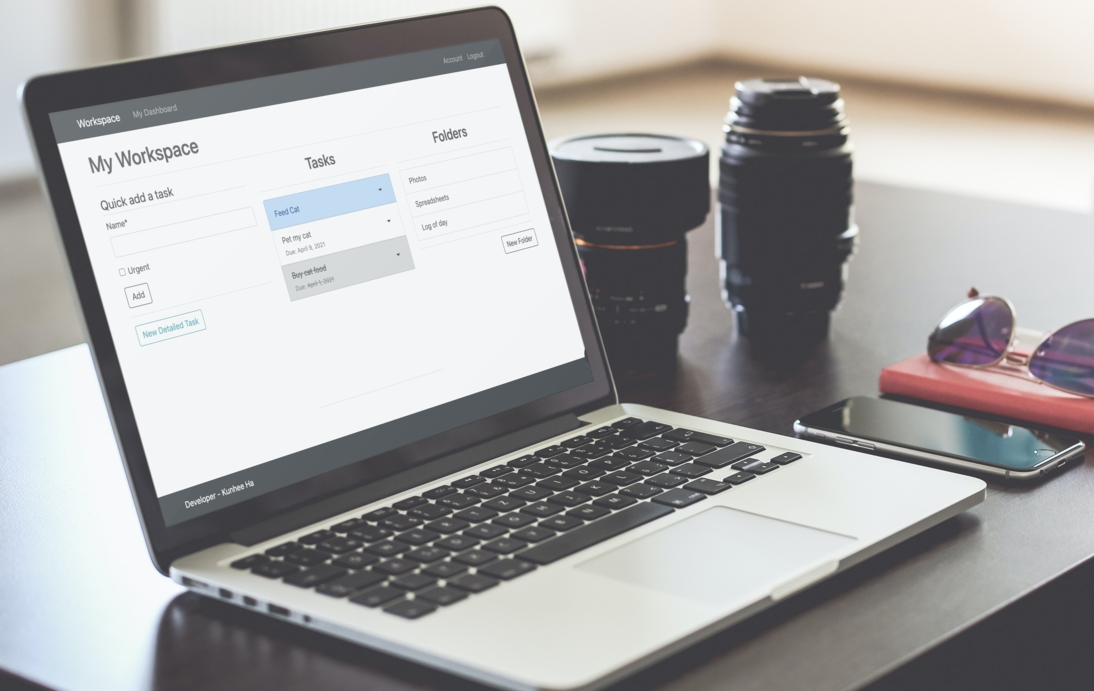 Workspace My Dashboard Account Logout
My Workspace
Quick add a task
Name*
Urgent
Add
New Detailed Task
Tasks
Feed Cat
Pet my cat
Due: April 9, 2021
Buy cat food
Due: April 1, 2021
Folders
Photos
Spreadsheets
Log of day
New Folder
Developer - Kunhee Ha